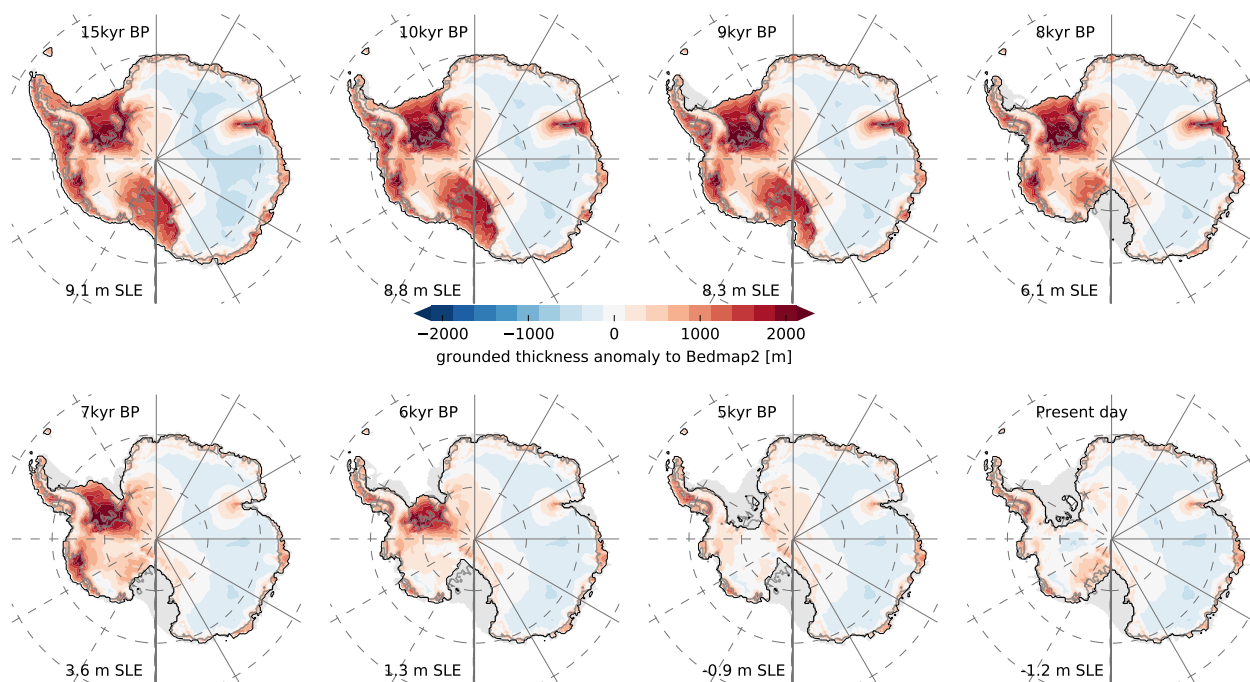 15kyr BP
10kyr BP
9kyr BP
8kyr BP
9.1 m SLE
8.8 m SLE
8.3 m SLE
6.1 m SLE
−2000 −1000 0 1000 2000
grounded thickness anomaly to Bedmap2 [m]
7kyr BP
6kyr BP
5kyr BP
Present day
3.6 m SLE
1.3 m SLE
-0.9 m SLE
-1.2 m SLE